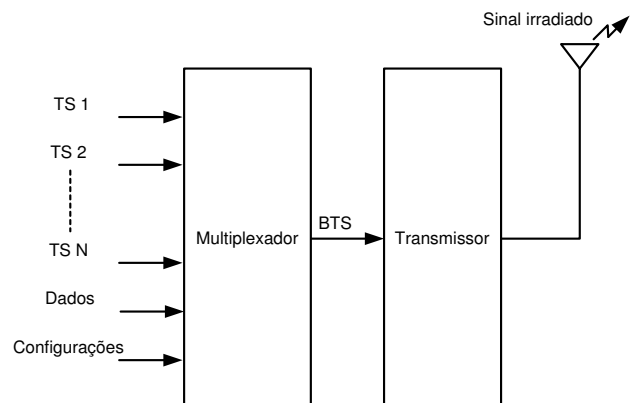 Sinal irradiado
TS 1
TS 2
TS N
Dados
Configurações
Multiplexador
BTS
Transmissor